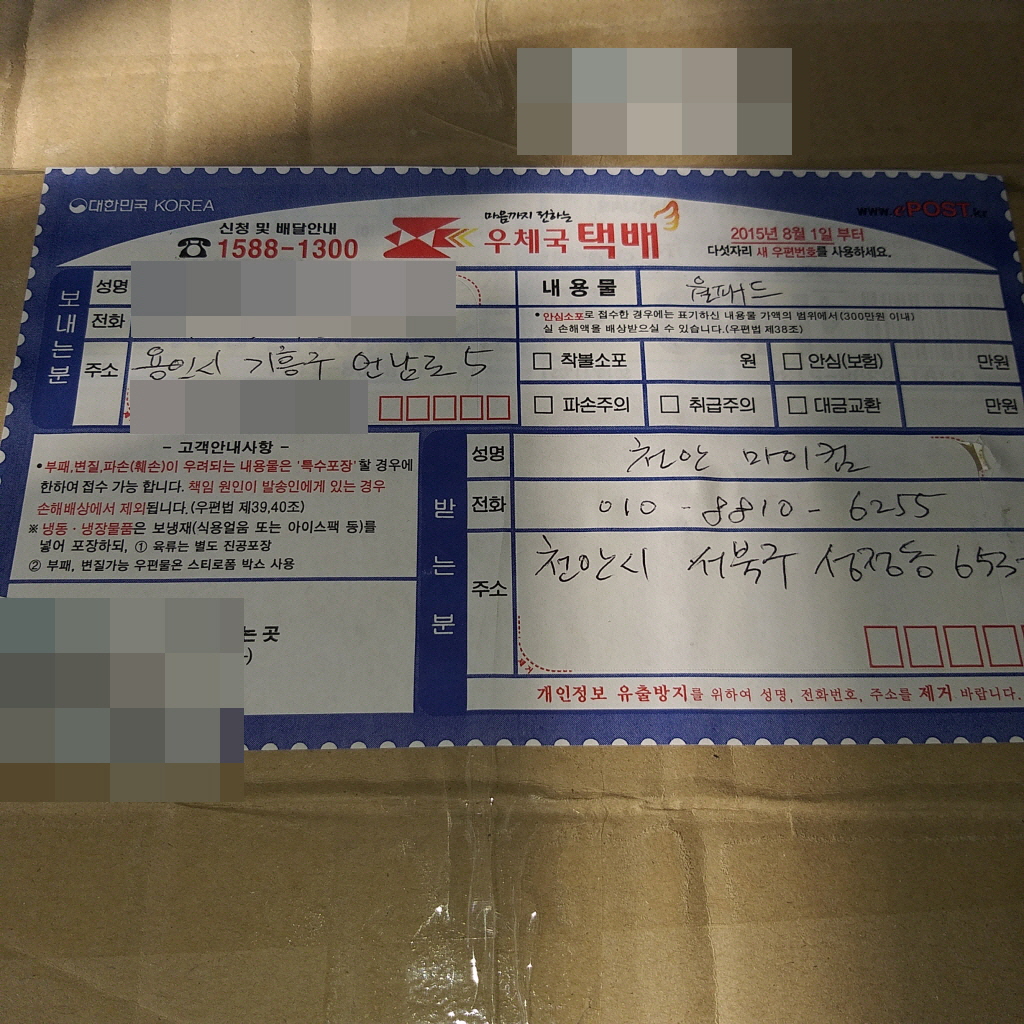 대한민국 KOREA
신청 및 배달안내
☎ 1588-1300
마음까지 전하는
우체국 택배
www.ePOST.kr
2015년 8월 1일 부터
다섯자리 새 우편번호를 사용하세요.
보내는분
성명
전화
주소 용인시 기흥구 언남로 5
내용물 월패드
• 안심소포로 접수한 경우에는 표기하신 내용물 가액의 범위에서(300만원 이내)
실 손해액을 배상받으실 수 있습니다.(우편법 제38조)
□ 착불소포 원 □ 안심(보험) 만원
□ 파손주의 □ 취급주의 □ 대금교환 만원
- 고객안내사항 -
• 부패,변질,파손(훼손)이 우려되는 내용물은 '특수포장'할 경우에
한하여 접수 가능 합니다. 책임 원인이 발송인에게 있는 경우
손해배상에서 제외됩니다.(우편법 제39,40조)
※ 냉동·냉장물품은 보냉재(식용얼음 또는 아이스팩 등)를
넣어 포장하되, ① 육류는 별도 진공포장
② 부패, 변질가능 우편물은 스티로폼 박스 사용
는 곳
받는분
성명 천안 마이컴
전화 010-8810-6255
주소 천안시 서북구 성정동 653-
개인정보 유출방지를 위하여 성명, 전화번호, 주소를 제거 바랍니다.